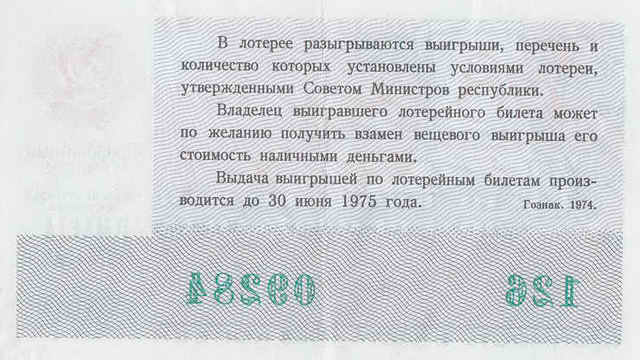 В лотерее разыгрываются выигрыши, перечень и
количество которых установлены условиями лотереи,
утвержденными Советом Министров республики.
Владелец выигравшего лотерейного билета может
по желанию получить взамен вещевого выигрыша его
стоимость наличными деньгами.
Выдача выигрышей по лотерейным билетам произ-
водится до 30 июня 1975 года. Гознак. 1974.